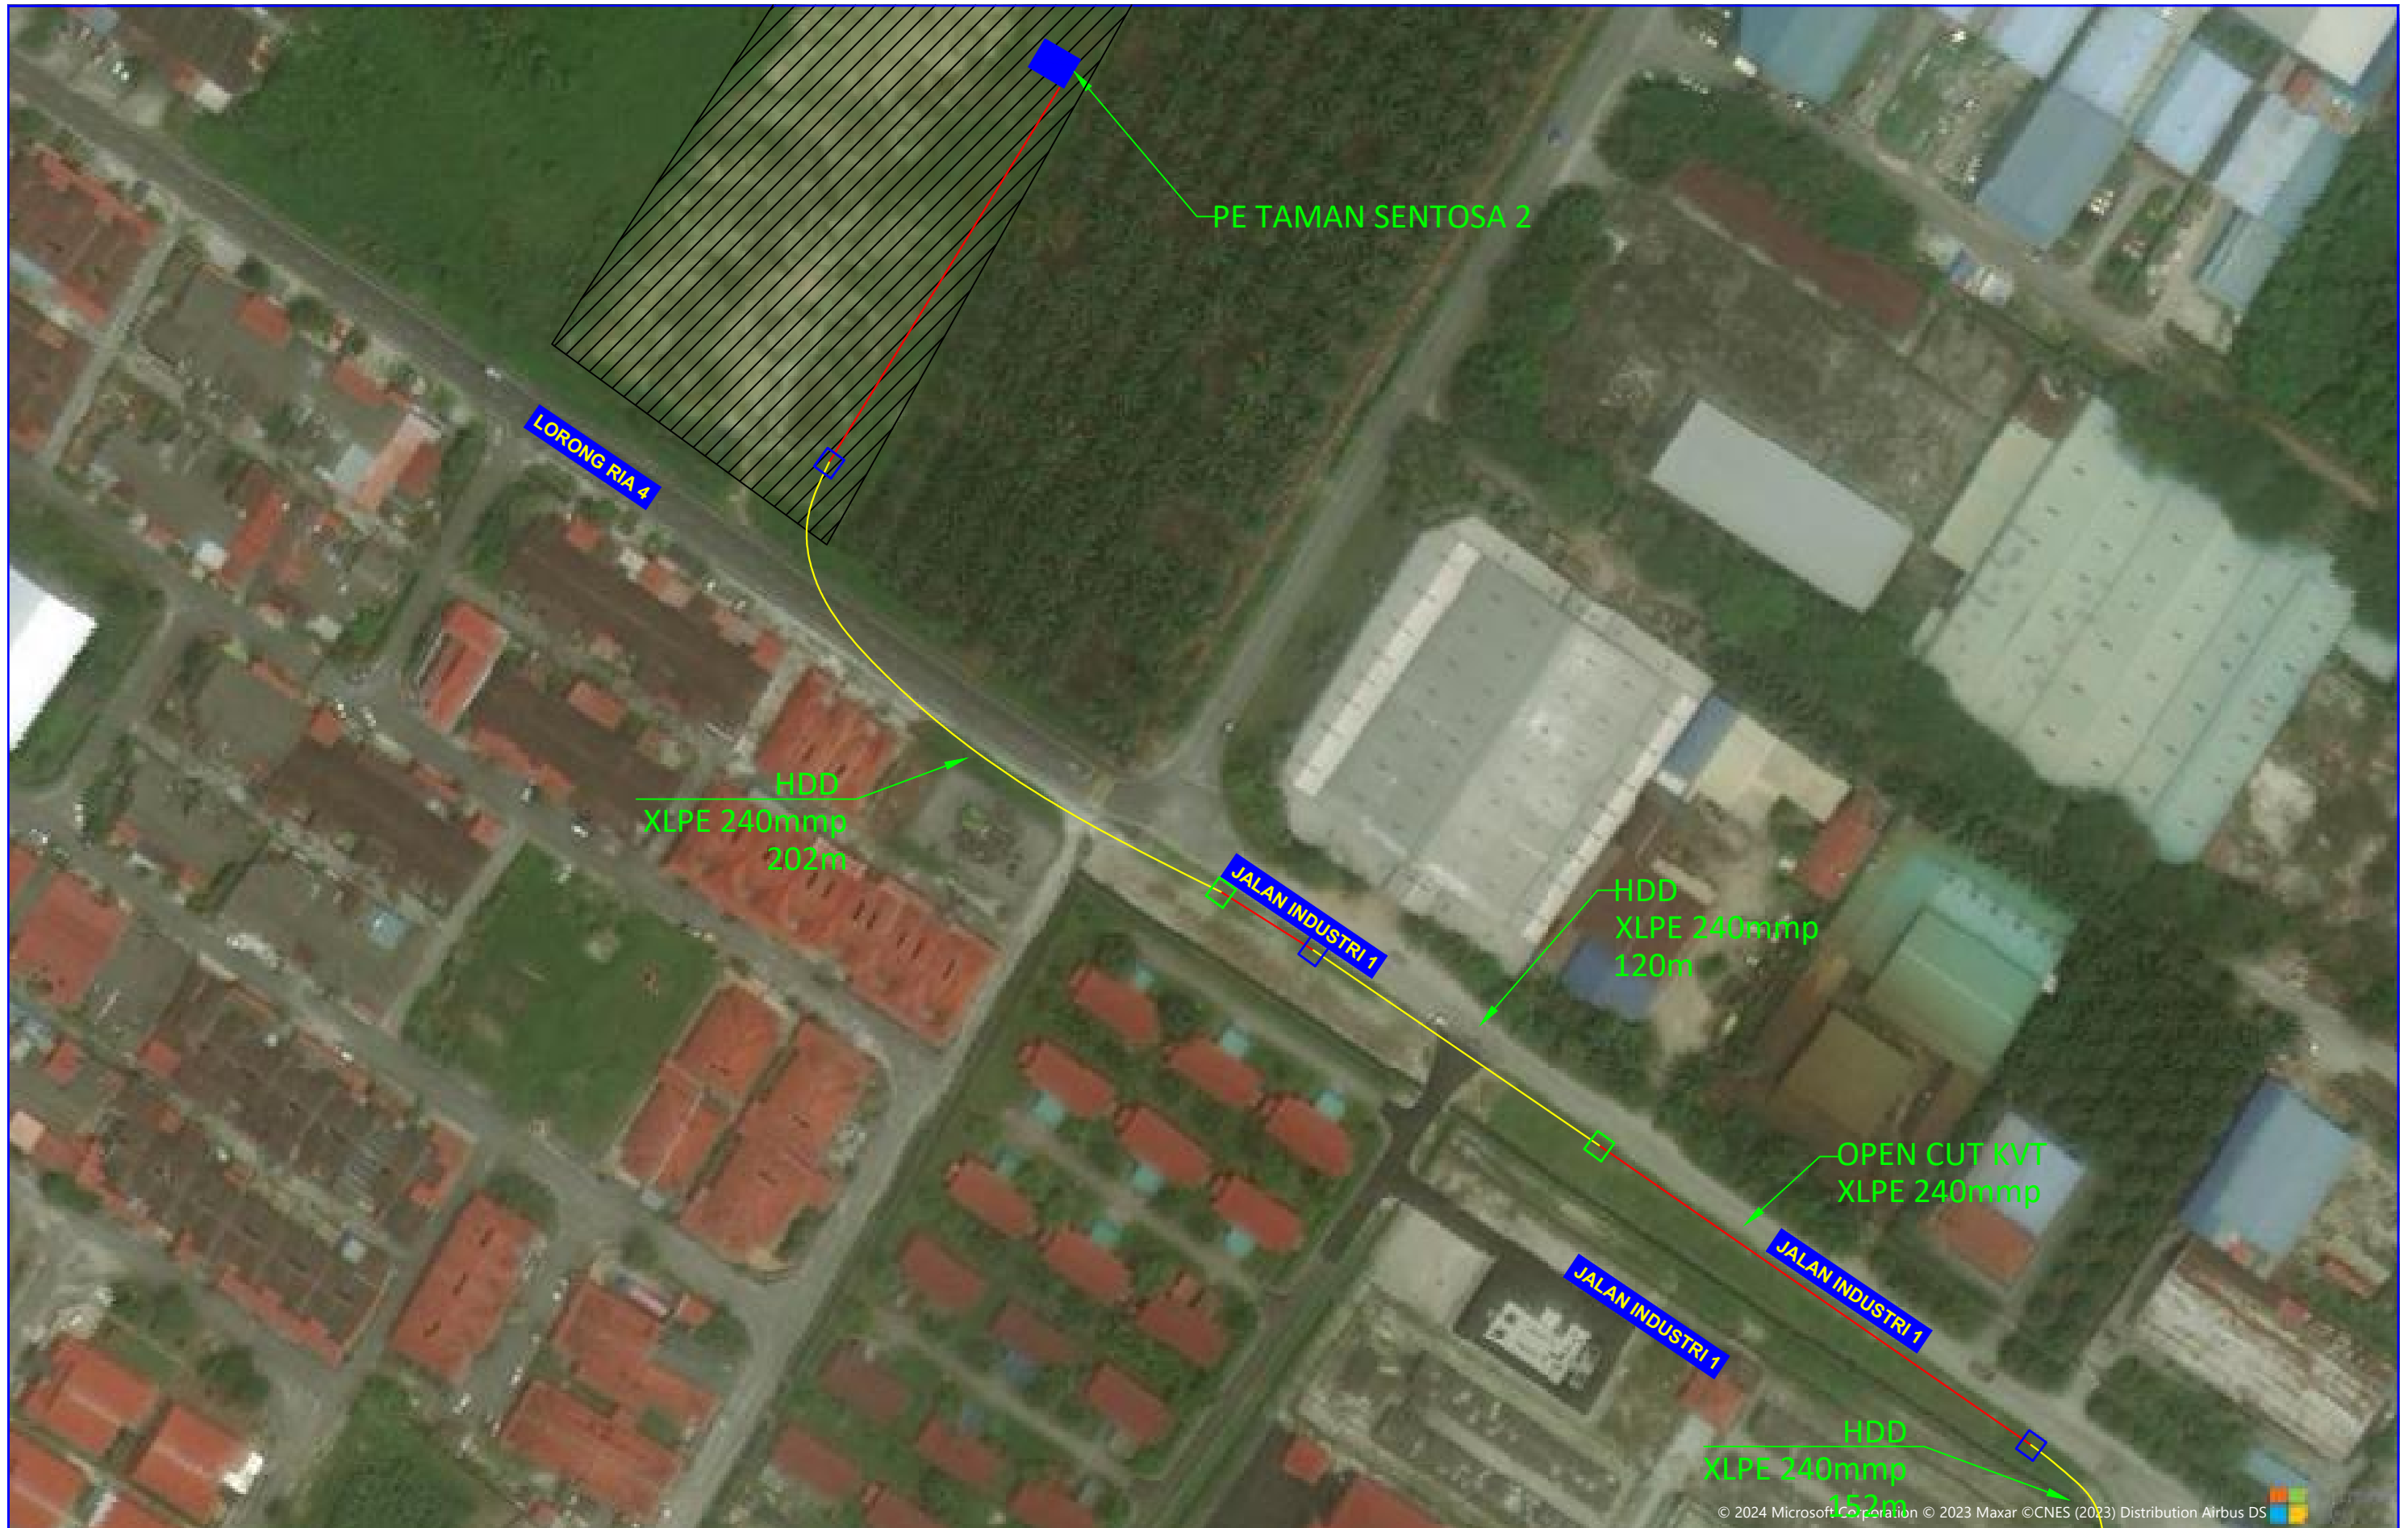 PE TAMAN SENTOSA 2
LORONG RIA 4
HDD
XLPE 240mmp
202m
JALAN INDUSTRI 1
HDD
XLPE 240mmp
120m
OPEN CUT KVT
XLPE 240mmp
JALAN INDUSTRI 1
JALAN INDUSTRI 1
HDD
XLPE 240mmp
152m
© 2024 Microsoft Corporation © 2023 Maxar ©CNES (2023) Distribution Airbus DS